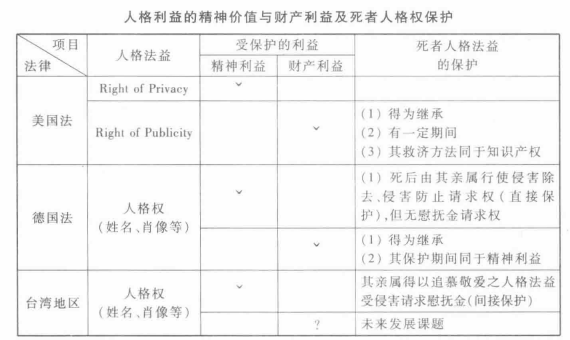 人格利益的精神价值与财产利益及死者人格权保护
项目
法律
人格法益
受保护的利益
精神利益
财产利益
死者人格法益
的保护
美国法
Right of Privacy
ˇ
Right of Publicity
ˇ
(1) 得为继承
(2) 有一定期间
(3) 其救济方法同于知识产权
德国法
人格权
(姓名、肖像等)
ˇ
(1) 死后由其亲属行使侵害除
去、侵害防止请求权(直接保
护),但无慰抚金请求权
ˇ
(1) 得为继承
(2) 其保护期间同于精神利益
台湾地区
人格权
(姓名、肖像等)
ˇ
其亲属得以追慕敬爱之人格法益
受侵害请求慰抚金(间接保护)
?
未来发展课题